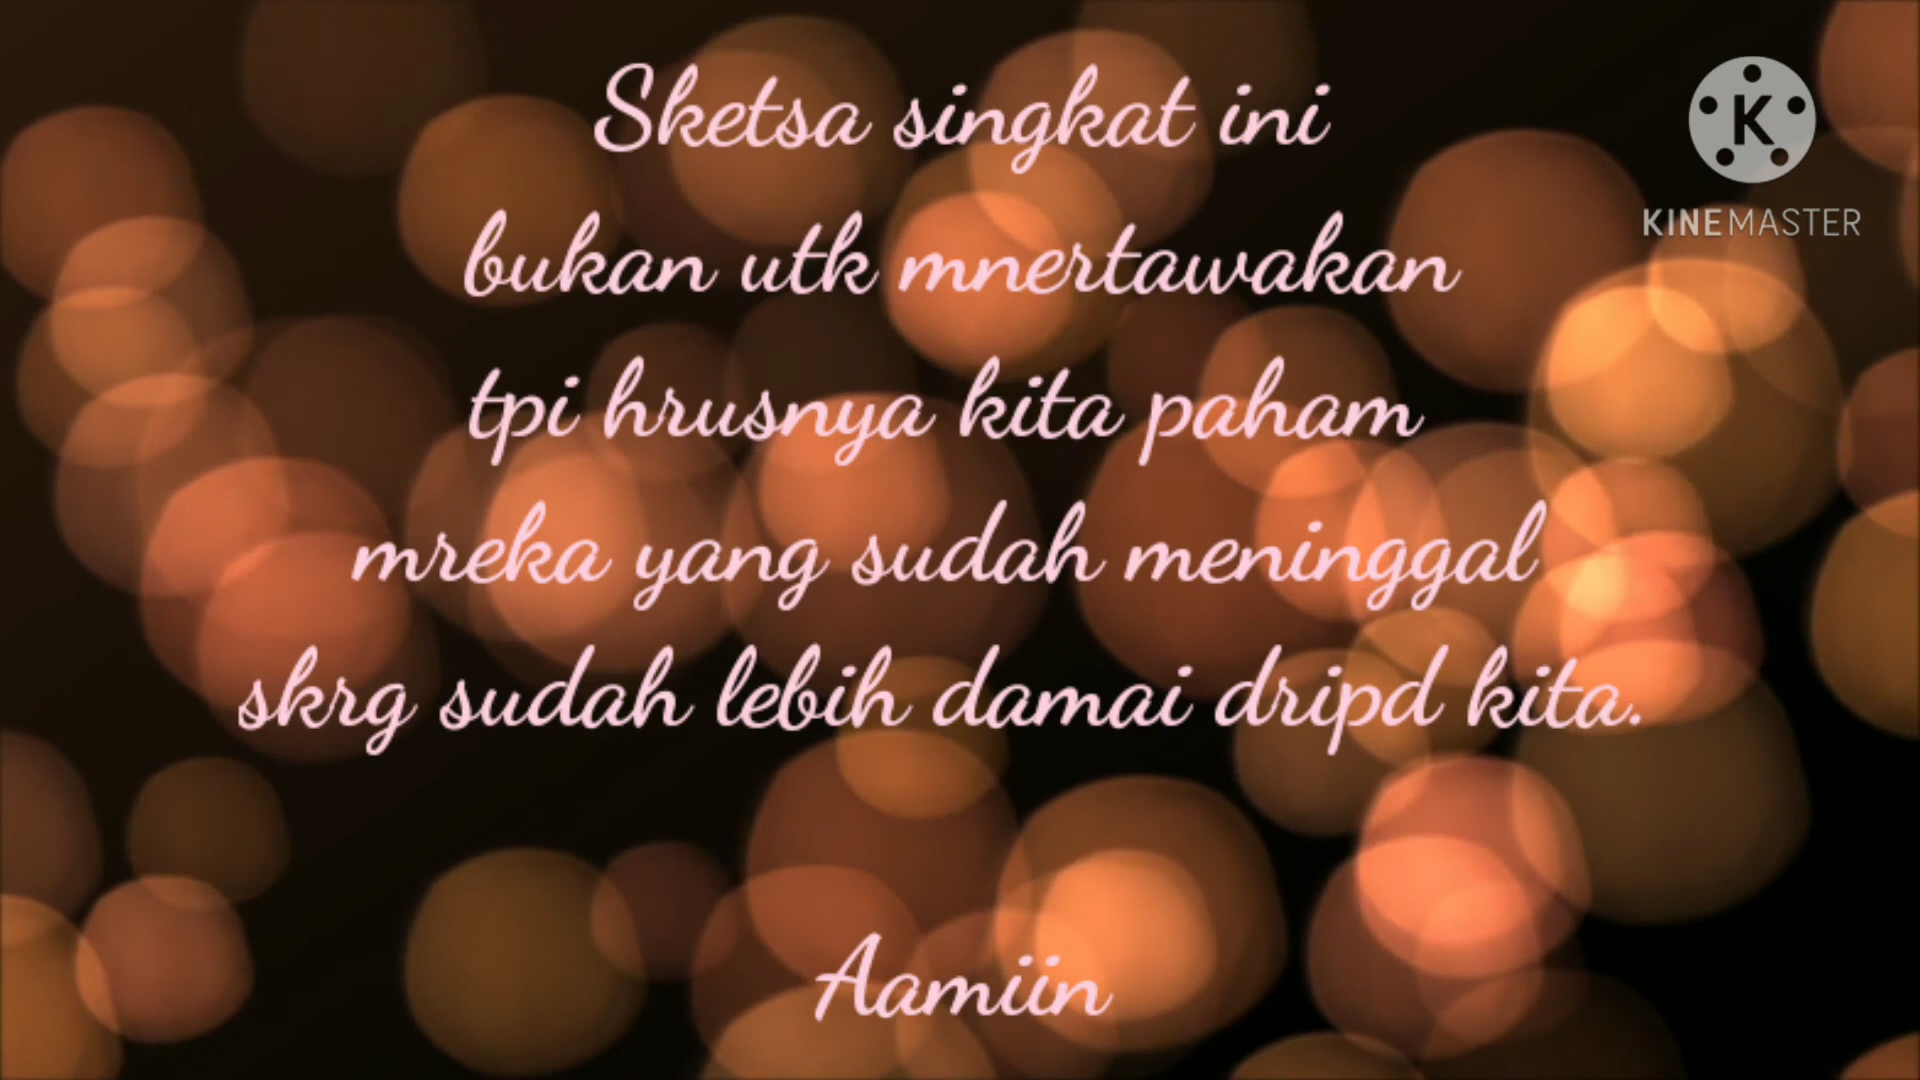 Sketsa singkat ini
bukan utk mnertawakan
tpi hrusnya kita paham
mreka yang sudah meninggal
skrg sudah lebih damai dripd kita.
Aamiin
K
KINEMASTER